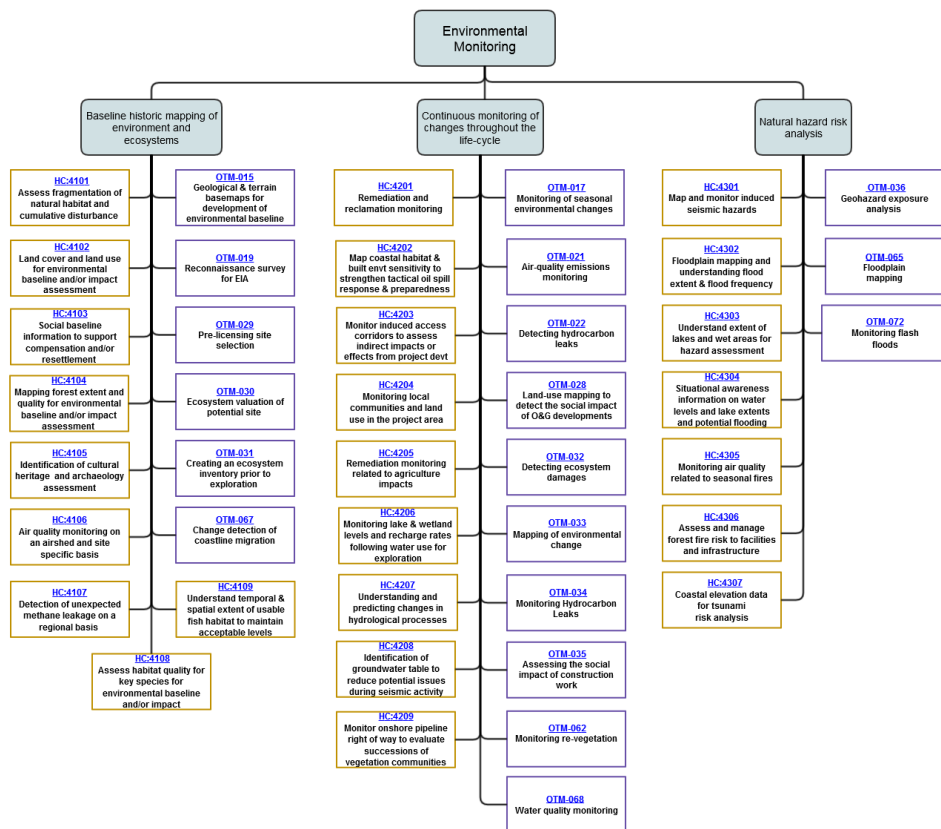 Environmental
Monitoring
Baseline historic mapping of
environment and
ecosystems
Continuous monitoring of
changes throughout the
life-cycle
Natural hazard risk
analysis
HC:4101
Assess fragmentation of
natural habitat and
cumulative disturbance
OTM-015
Geological & terrain
basemaps for
development of
environmental baseline
HC:4102
Land cover and land use
for environmental
baseline and/or impact
assessment
OTM-019
Reconnaissance survey
for EIA
HC:4103
Social baseline
information to support
compensation and/or
resettlement
OTM-029
Pre-licensing site
selection
HC:4104
Mapping forest extent and
quality for environmental
baseline and/or impact
assessment
OTM-030
Ecosystem valuation of
potential site
HC:4105
Identification of cultural
heritage and archaeology
assessment
OTM-031
Creating an ecosystem
inventory prior to
exploration
HC:4106
Air quality monitoring on
an airshed and site
specific basis
OTM-067
Change detection of
coastline migration
HC:4107
Detection of unexpected
methane leakage on a
regional basis
HC:4109
Understand temporal &
spatial extent of usable
fish habitat to maintain
acceptable levels
HC:4108
Assess habitat quality for
key species for
environmental baseline
and/or impact
HC:4201
Remediation and
reclamation monitoring
OTM-017
Monitoring of seasonal
environmental changes
HC:4202
Map coastal habitat &
built envt sensitivity to
strengthen tactical oil spill
response & preparedness
OTM-021
Air-quality emissions
monitoring
HC:4203
Monitor induced access
corridors to assess
indirect impacts or
effects from project devt
OTM-022
Detecting hydrocarbon
leaks
HC:4204
Monitoring local
communities and land
use in the project area
OTM-028
Land-use mapping to
detect the social impact
of O&G developments
HC:4205
Remediation monitoring
related to agriculture
impacts
OTM-032
Detecting ecosystem
damages
HC:4206
Monitoring lake & wetland
levels and recharge rates
following water use for
exploration
OTM-033
Mapping of environmental
change
HC:4207
Understanding and
predicting changes in
hydrological processes
OTM-034
Monitoring Hydrocarbon
Leaks
HC:4208
Identification of
groundwater table to
reduce potential issues
during seismic activity
OTM-035
Assessing the social
impact of construction
work
HC:4209
Monitor onshore pipeline
right of way to evaluate
successions of
vegetation communities
OTM-062
Monitoring re-vegetation
OTM-068
Water quality monitoring
HC:4301
Map and monitor induced
seismic hazards
OTM-036
Geohazard exposure
analysis
HC:4302
Floodplain mapping and
understanding flood
extent & flood frequency
OTM-065
Floodplain
mapping
HC:4303
Understand extent of
lakes and wet areas for
hazard assessment
OTM-072
Monitoring flash
floods
HC:4304
Situational awareness
information on water
levels and lake extents
and potential flooding
HC:4305
Monitoring air quality
related to seasonal fires
HC:4306
Assess and manage
forest fire risk to facilities
and infrastructure
HC:4307
Coastal elevation data
for tsunami
risk analysis